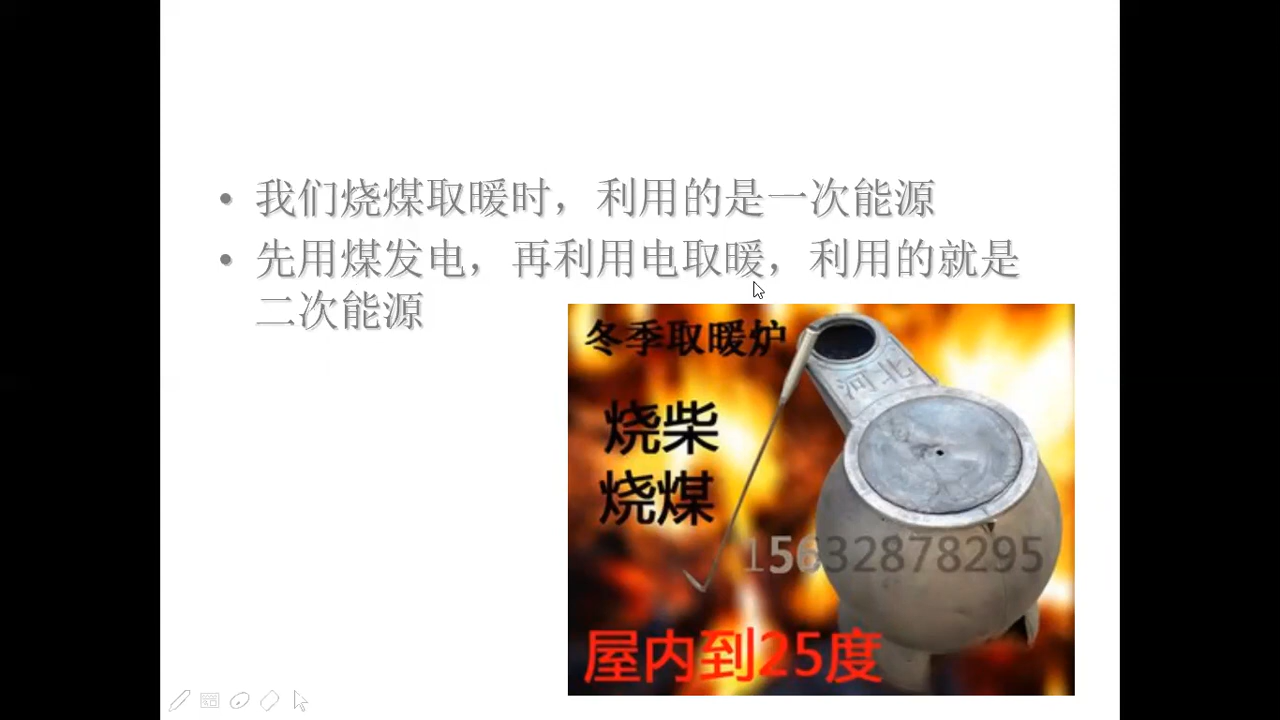 • 我们烧煤取暖时，利用的是一次能源
• 先用煤发电，再利用电取暖，利用的就是
二次能源
冬季取暖炉
河北
烧柴
烧煤
15632878295
屋内到25度